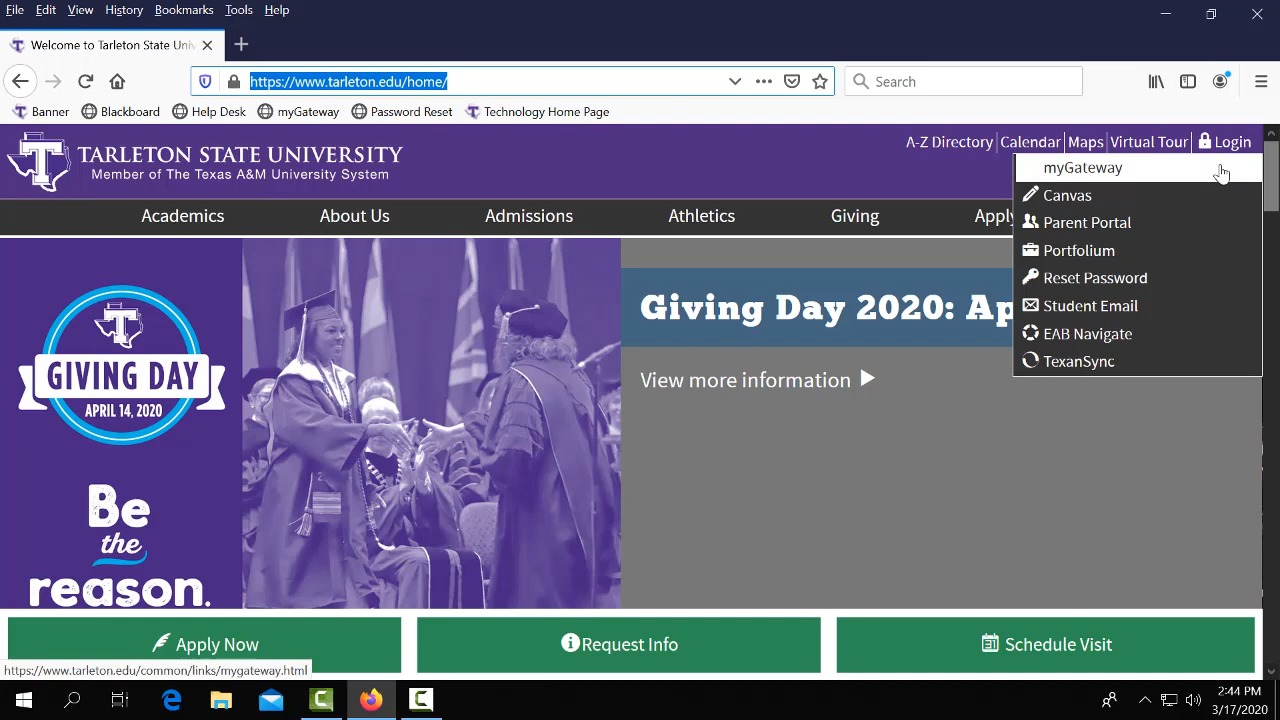 File Edit View History Bookmarks Tools Help
Welcome to Tarleton State Univ
https://www.tarleton.edu/home/
Search
Banner Blackboard Help Desk myGateway Password Reset Technology Home Page
A-Z Directory Calendar Maps Virtual Tour Login
TARLETON STATE UNIVERSITY
Member of The Texas A&M University System
myGateway
Canvas
Parent Portal
Portfolium
Reset Password
Student Email
EAB Navigate
TexanSync
Academics About Us Admissions Athletics Giving Apply
Giving Day 2020: Ap
View more information
GIVING DAY
APRIL 14, 2020
Be
the
reason.
Apply Now Request Info Schedule Visit
https://www.tarleton.edu/common/links/mygateway.html
2:44 PM
3/17/2020